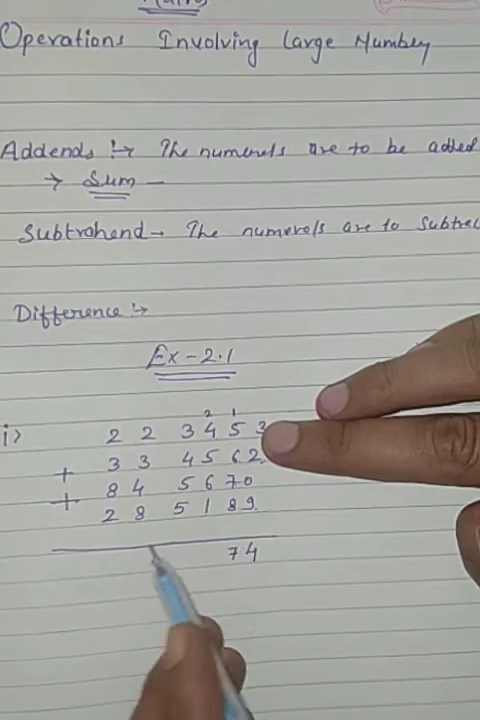 Maths
Operations Involving Large Number
Addends :→ The numerals are to be added
→ Sum —
Subtrahend → The numerals are to Subtrac
Difference :→
Ex - 2.1
2 1
i> 2 2 3 4 5 3
+ 3 3 4 5 6 2
+ 8 4 5 6 7 0
2 8 5 1 8 9
7 4